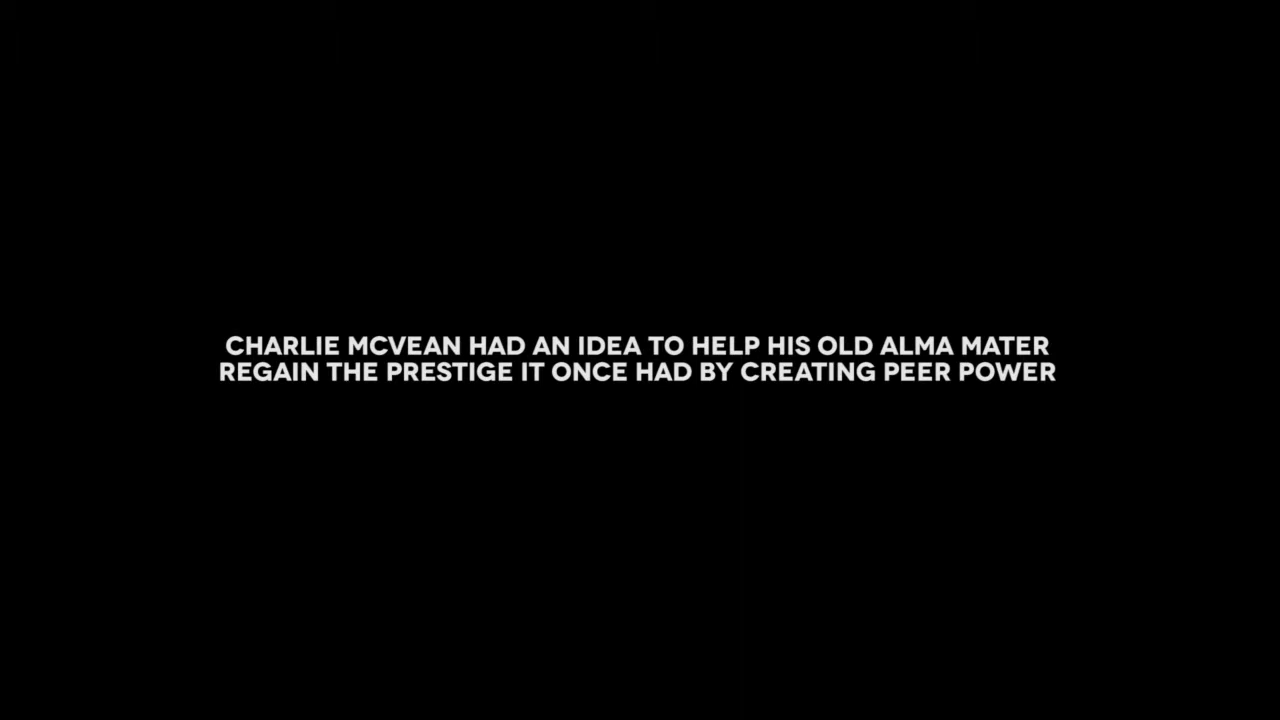 CHARLIE MCVEAN HAD AN IDEA TO HELP HIS OLD ALMA MATER
REGAIN THE PRESTIGE IT ONCE HAD BY CREATING PEER POWER